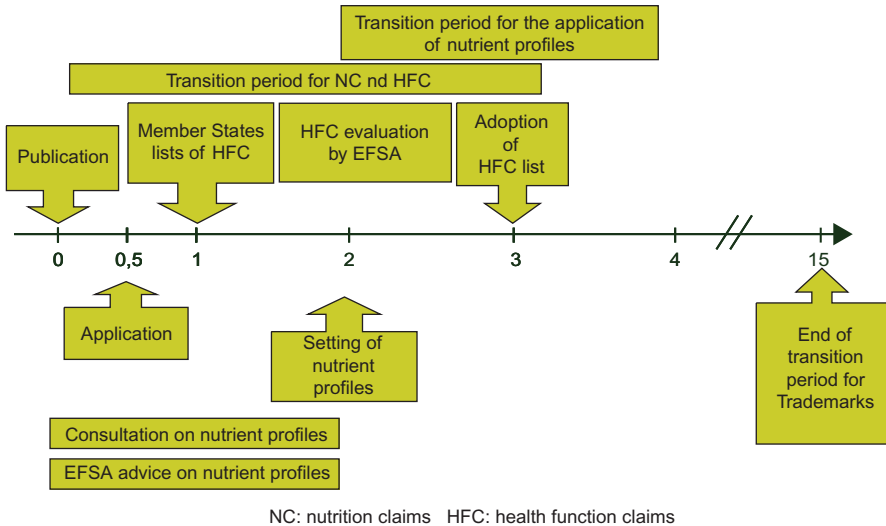 Transition period for the application
of nutrient profiles
Transition period for NC nd HFC
Publication
Member States
lists of HFC
HFC evaluation
by EFSA
Adoption
of
HFC list
0
0,5
1
2
3
4
15
Application
Setting of
nutrient
profiles
End of
transition
period for
Trademarks
Consultation on nutrient profiles
EFSA advice on nutrient profiles
NC: nutrition claims HFC: health function claims